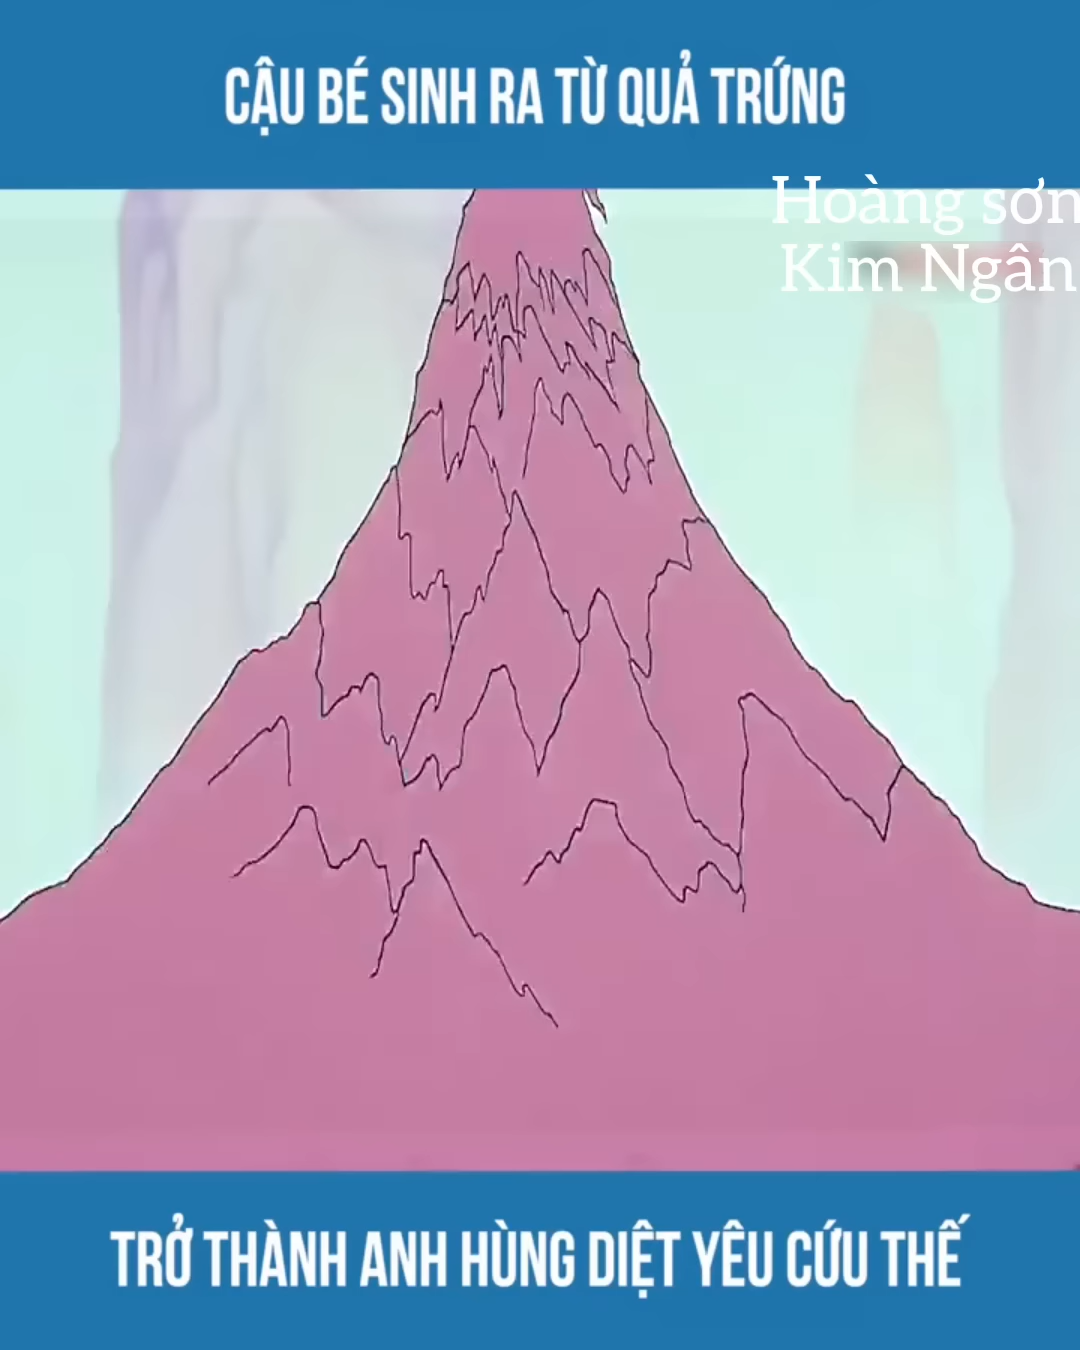 CẬU BÉ SINH RA TỪ QUẢ TRỨNG
Hoàng sơn
Kim Ngân
TRỞ THÀNH ANH HÙNG DIỆT YÊU CỨU THẾ